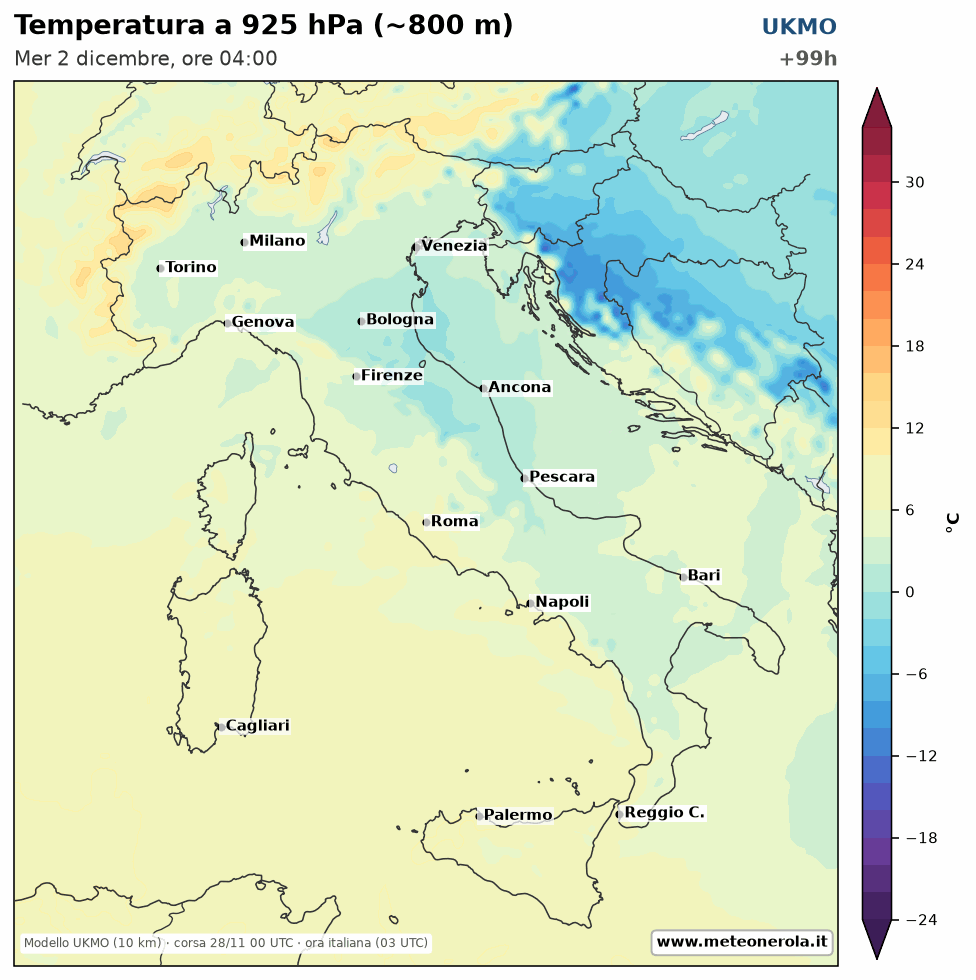 Temperatura a 925 hPa (~800 m)
UKMO
Mer 2 dicembre, ore 04:00
+99h
Milano
Venezia
Torino
Genova
Bologna
Firenze
Ancona
Pescara
Roma
Bari
Napoli
Cagliari
Palermo
Reggio C.
30
24
18
12
6
0
−6
−12
−18
−24
°C
Modello UKMO (10 km) · corsa 28/11 00 UTC · ora italiana (03 UTC)
www.meteonerola.it